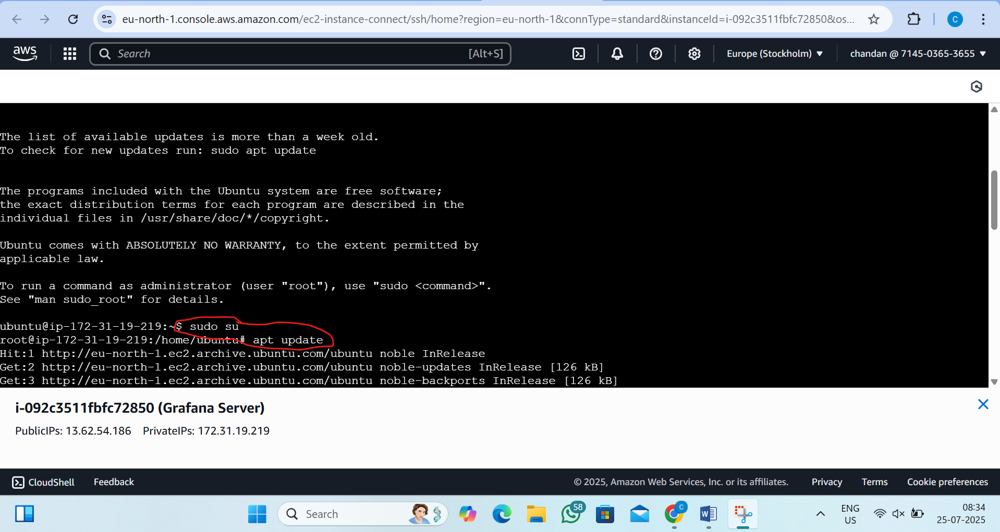 eu-north-1.console.aws.amazon.com/ec2-instance-connect/ssh/home?region=eu-north-1&connType=standard&instanceId=i-092c3511fbfc72850&os...
C
aws
Search [Alt+S]
Europe (Stockholm)
chandan @ 7145-0365-3655
The list of available updates is more than a week old.
To check for new updates run: sudo apt update
The programs included with the Ubuntu system are free software;
the exact distribution terms for each program are described in the
individual files in /usr/share/doc/*/copyright.
Ubuntu comes with ABSOLUTELY NO WARRANTY, to the extent permitted by
applicable law.
To run a command as administrator (user "root"), use "sudo <command>".
See "man sudo_root" for details.
ubuntu@ip-172-31-19-219:~$ sudo su
root@ip-172-31-19-219:/home/ubuntu# apt update
Hit:1 http://eu-north-1.ec2.archive.ubuntu.com/ubuntu noble InRelease
Get:2 http://eu-north-1.ec2.archive.ubuntu.com/ubuntu noble-updates InRelease [126 kB]
Get:3 http://eu-north-1.ec2.archive.ubuntu.com/ubuntu noble-backports InRelease [126 kB]
i-092c3511fbfc72850 (Grafana Server)
PublicIPs: 13.62.54.186 PrivateIPs: 172.31.19.219
CloudShell Feedback © 2025, Amazon Web Services, Inc. or its affiliates. Privacy Terms Cookie preferences
Search
58
C
W
ENG
US
08:34
25-07-2025